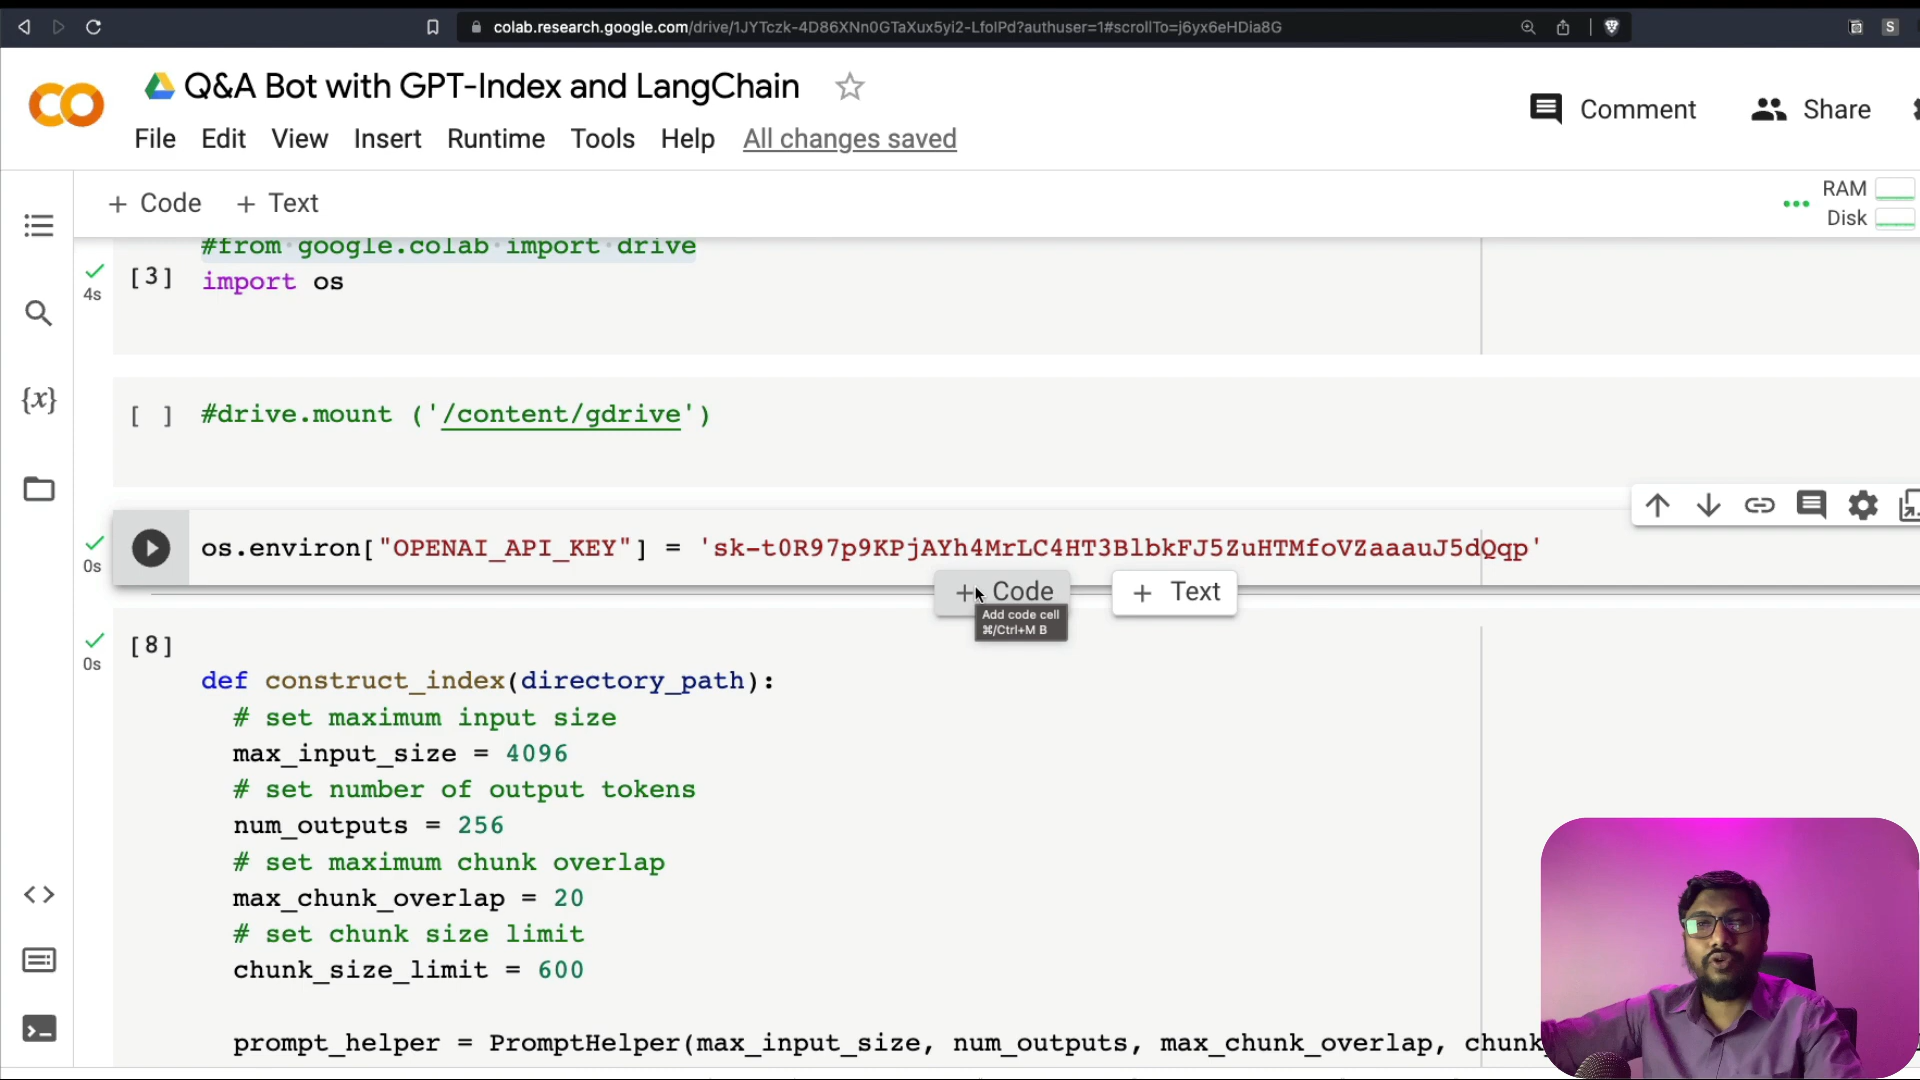 colab.research.google.com/drive/1JYTczk-4D86XNn0GTaXux5yi2-LfolPd?authuser=1#scrollTo=j6yx6eHDia8G
S
Q&A Bot with GPT-Index and LangChain
Comment
Share
File Edit View Insert Runtime Tools Help All changes saved
+ Code + Text
RAM
Disk
#from google.colab import drive
[3]
4s
import os
{x}
[ ] #drive.mount ('/content/gdrive')
os.environ["OPENAI_API_KEY"] = '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'
0s
+ Code + Text
Add code cell
⌘/Ctrl+M B
[8]
0s
def construct_index(directory_path):
# set maximum input size
max_input_size = 4096
# set number of output tokens
num_outputs = 256
# set maximum chunk overlap
max_chunk_overlap = 20
# set chunk size limit
chunk_size_limit = 600
prompt_helper = PromptHelper(max_input_size, num_outputs, max_chunk_overlap, chunk